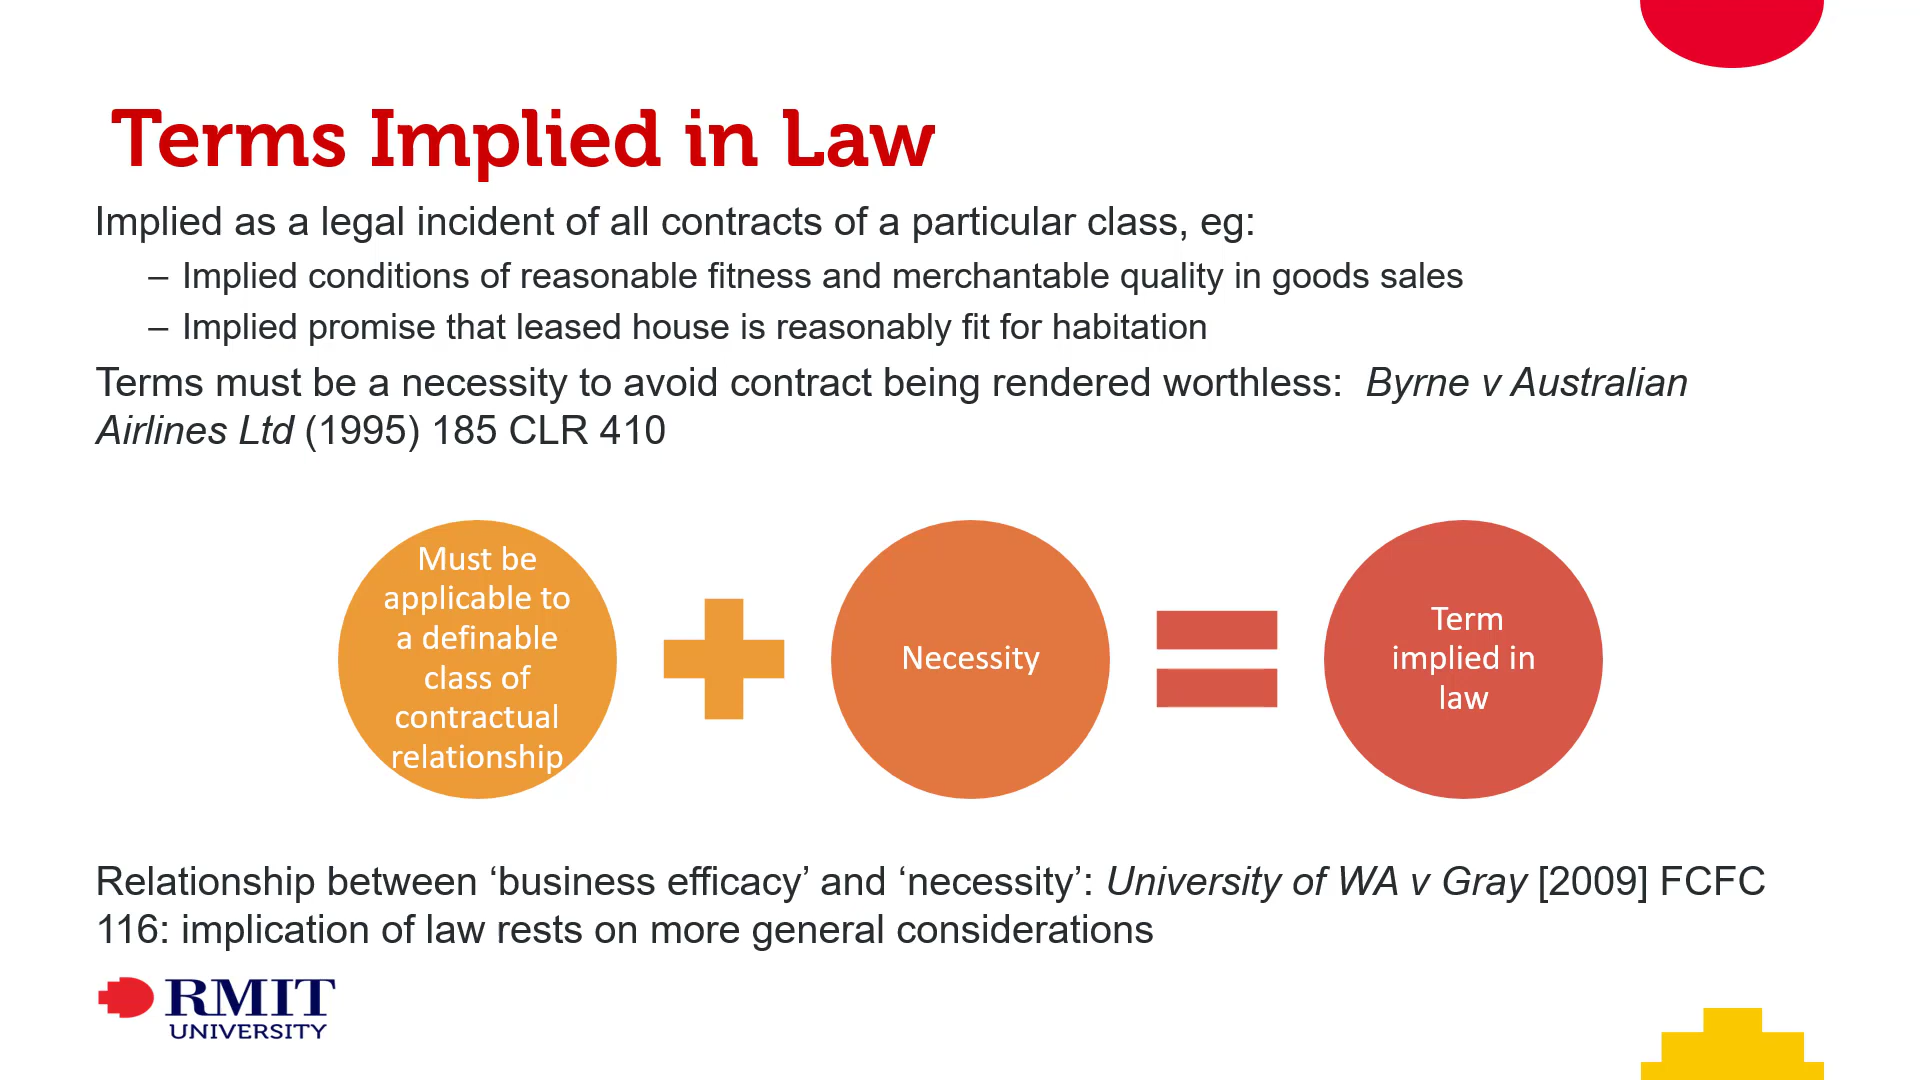 Terms Implied in Law
Implied as a legal incident of all contracts of a particular class, eg:
– Implied conditions of reasonable fitness and merchantable quality in goods sales
– Implied promise that leased house is reasonably fit for habitation
Terms must be a necessity to avoid contract being rendered worthless: Byrne v Australian
Airlines Ltd (1995) 185 CLR 410
Must be
applicable to
a definable
class of
contractual
relationship
Necessity
Term
implied in
law
Relationship between ‘business efficacy’ and ‘necessity’: University of WA v Gray [2009] FCFC
116: implication of law rests on more general considerations
RMIT
UNIVERSITY